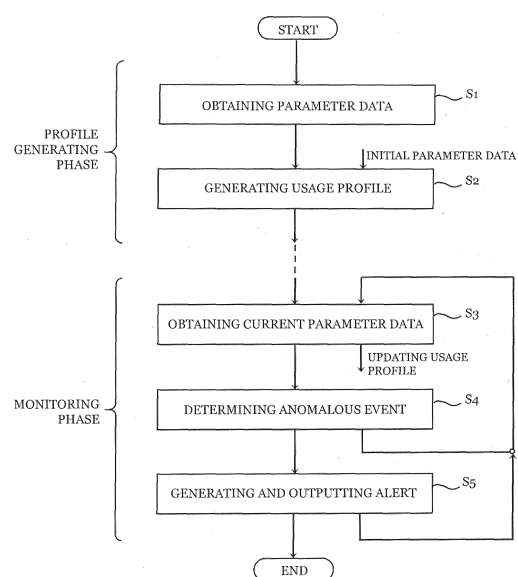 START
OBTAINING PARAMETER DATA
S1
PROFILE
GENERATING
PHASE
INITIAL PARAMETER DATA
GENERATING USAGE PROFILE
S2
OBTAINING CURRENT PARAMETER DATA
S3
UPDATING USAGE
PROFILE
MONITORING
PHASE
DETERMINING ANOMALOUS EVENT
S4
GENERATING AND OUTPUTTING ALERT
S5
END